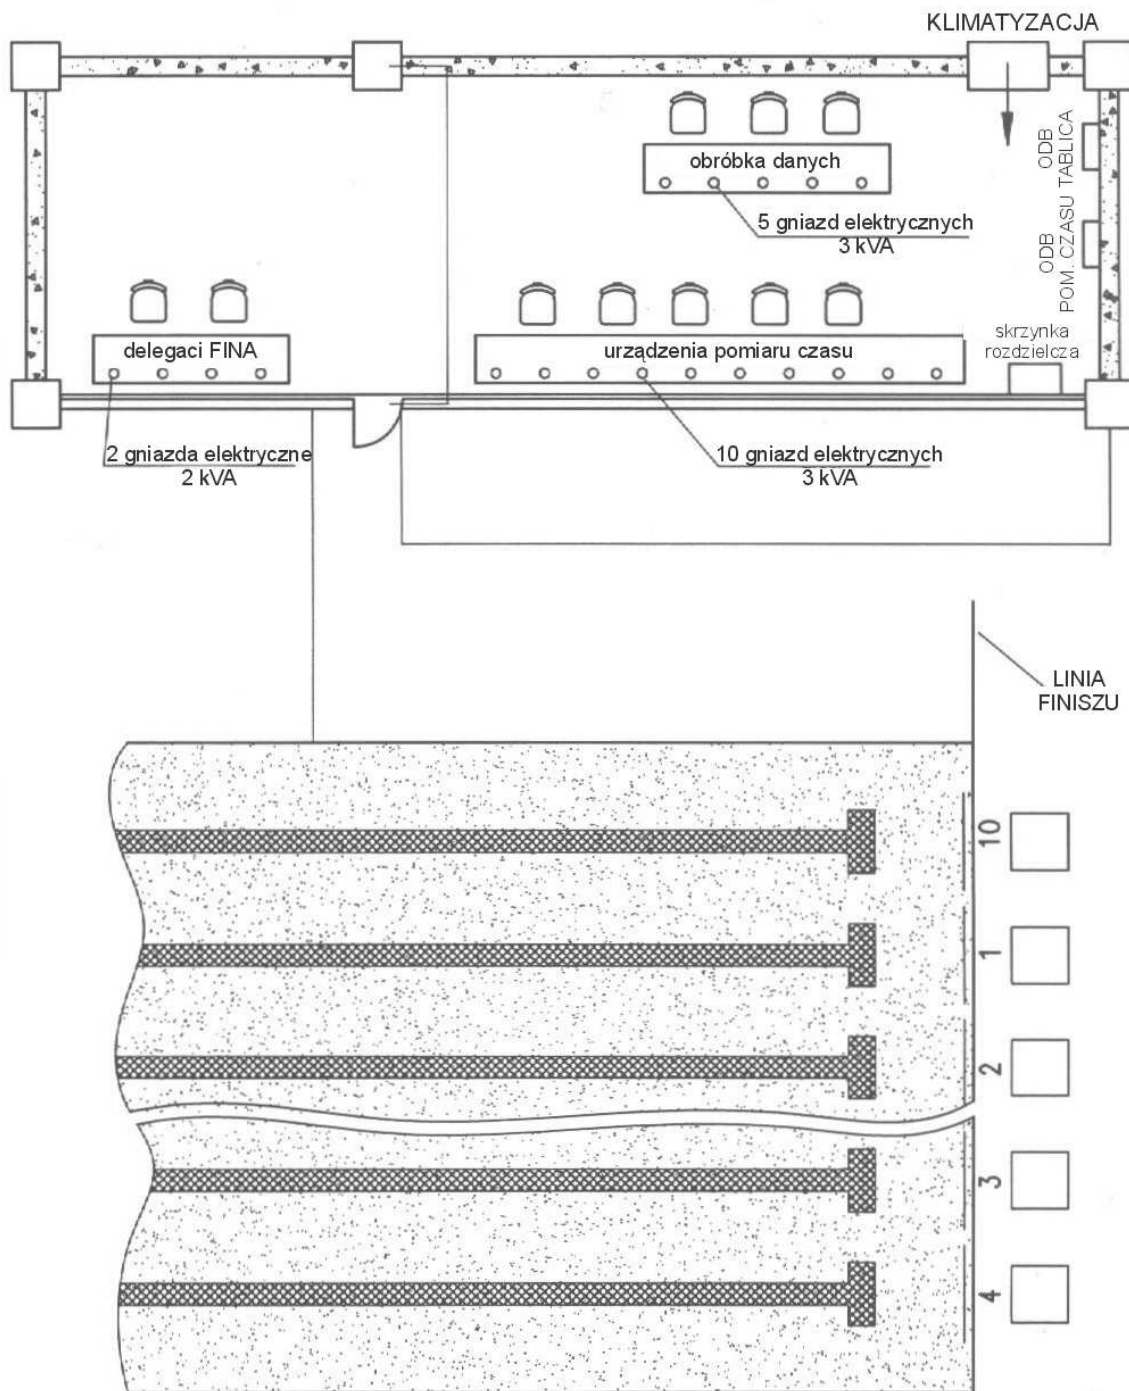 KLIMATYZACJA
obróbka danych
5 gniazd elektrycznych
3 kVA
ODB
POM. CZASU TABLICA
ODB
skrzynka
rozdzielcza
delegaci FINA
urządzenia pomiaru czasu
2 gniazda elektryczne
2 kVA
10 gniazd elektrycznych
3 kVA
LINIA
FINISZU
10
1
2
3
4